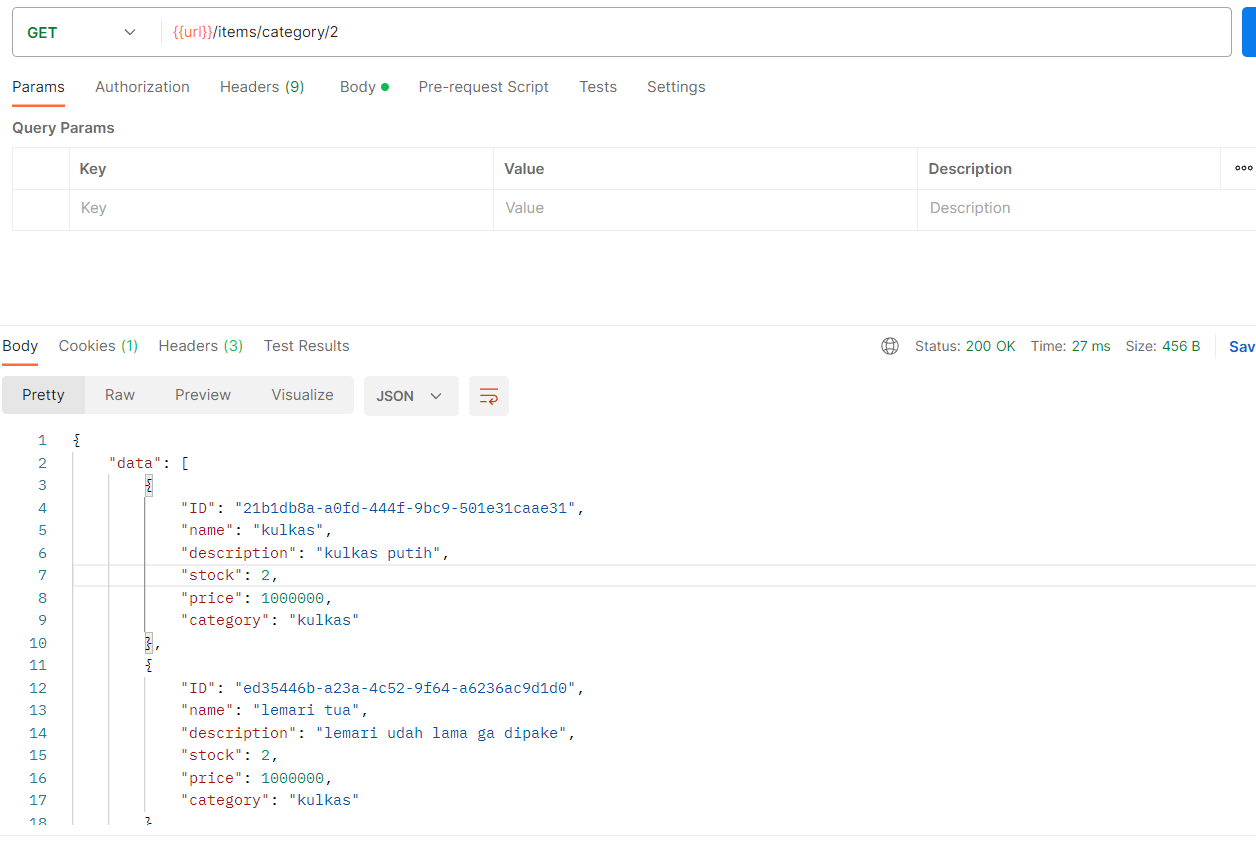 GET {{url}}/items/category/2
Params Authorization Headers (9) Body Pre-request Script Tests Settings
Query Params
Key Value Description
Key Value Description
Body Cookies (1) Headers (3) Test Results Status: 200 OK Time: 27 ms Size: 456 B Sav
Pretty Raw Preview Visualize JSON
1 {
2 "data": [
3 {
4 "ID": "21b1db8a-a0fd-444f-9bc9-501e31caae31",
5 "name": "kulkas",
6 "description": "kulkas putih",
7 "stock": 2,
8 "price": 1000000,
9 "category": "kulkas"
10 },
11 {
12 "ID": "ed35446b-a23a-4c52-9f64-a6236ac9d1d0",
13 "name": "lemari tua",
14 "description": "lemari udah lama ga dipake",
15 "stock": 2,
16 "price": 1000000,
17 "category": "kulkas"
18 }